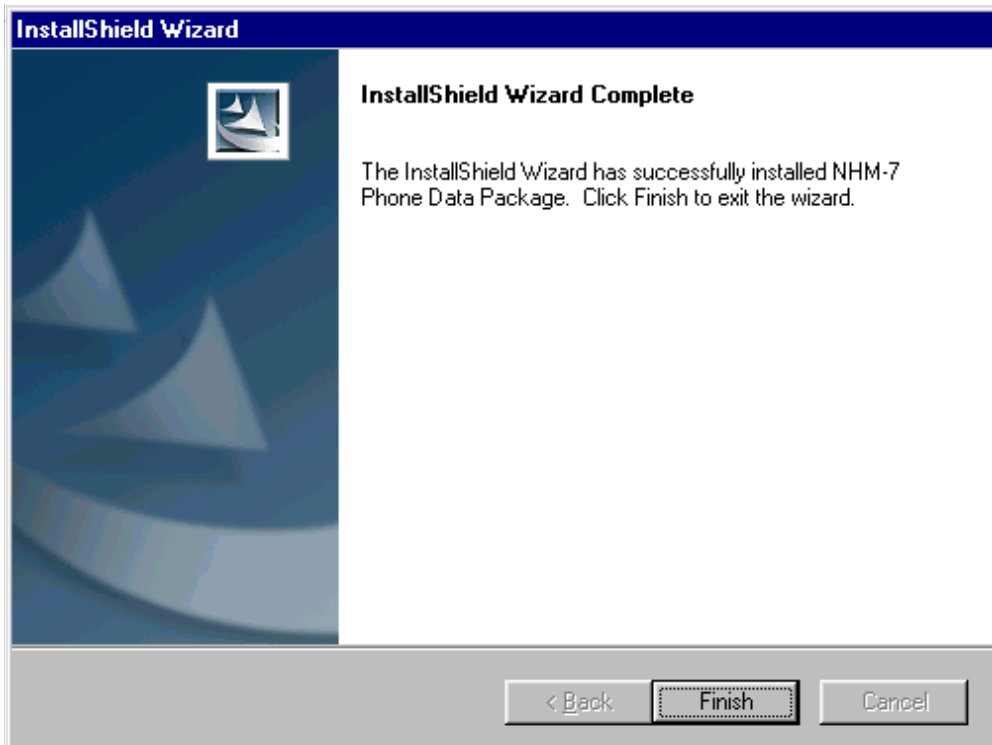 InstallShield Wizard
InstallShield Wizard Complete
The InstallShield Wizard has successfully installed NHM-7
Phone Data Package.  Click Finish to exit the wizard.
< Back Finish Cancel